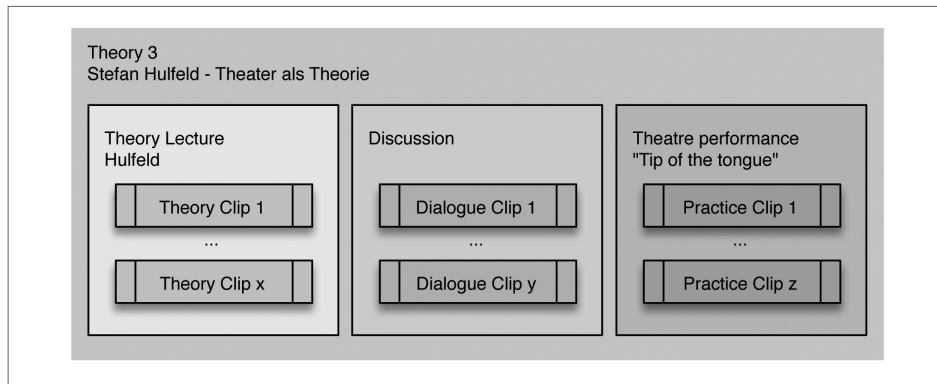 Theory 3
Stefan Hulfeld - Theater als Theorie
Theory Lecture
Hulfeld
Theory Clip 1
...
Theory Clip x
Discussion
Dialogue Clip 1
...
Dialogue Clip y
Theatre performance
"Tip of the tongue"
Practice Clip 1
...
Practice Clip z